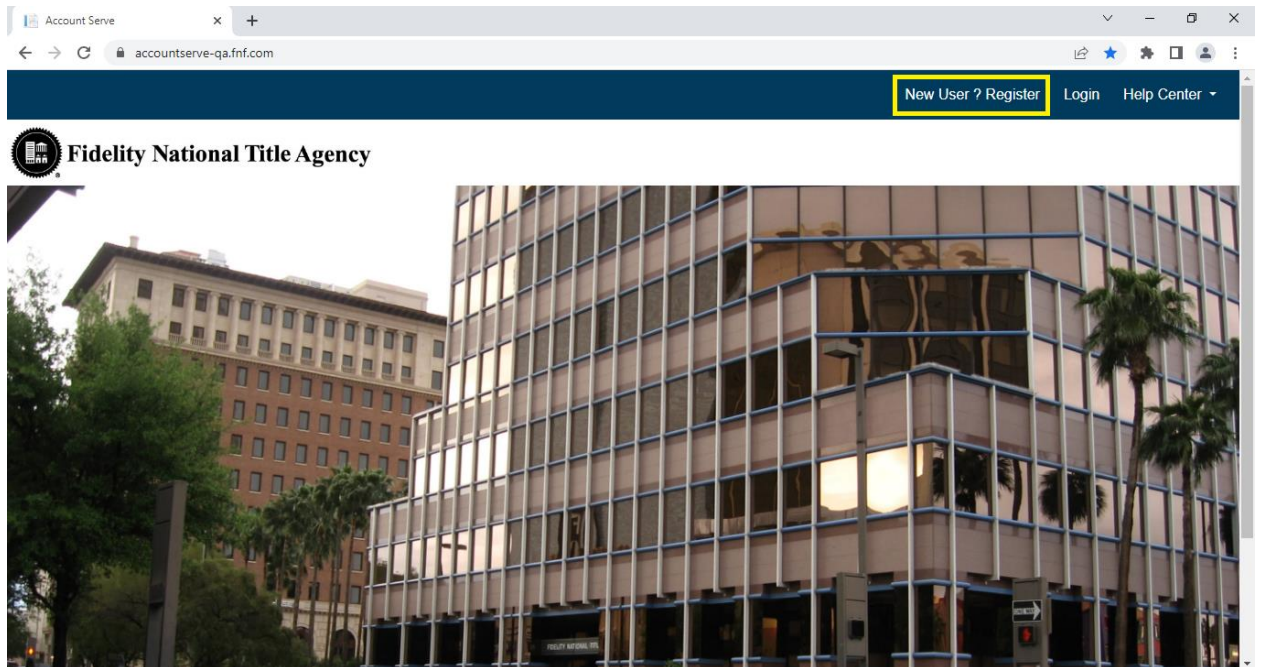 Account Serve
accountserve-qa.fnf.com
New User ? Register Login Help Center
Fidelity National Title Agency